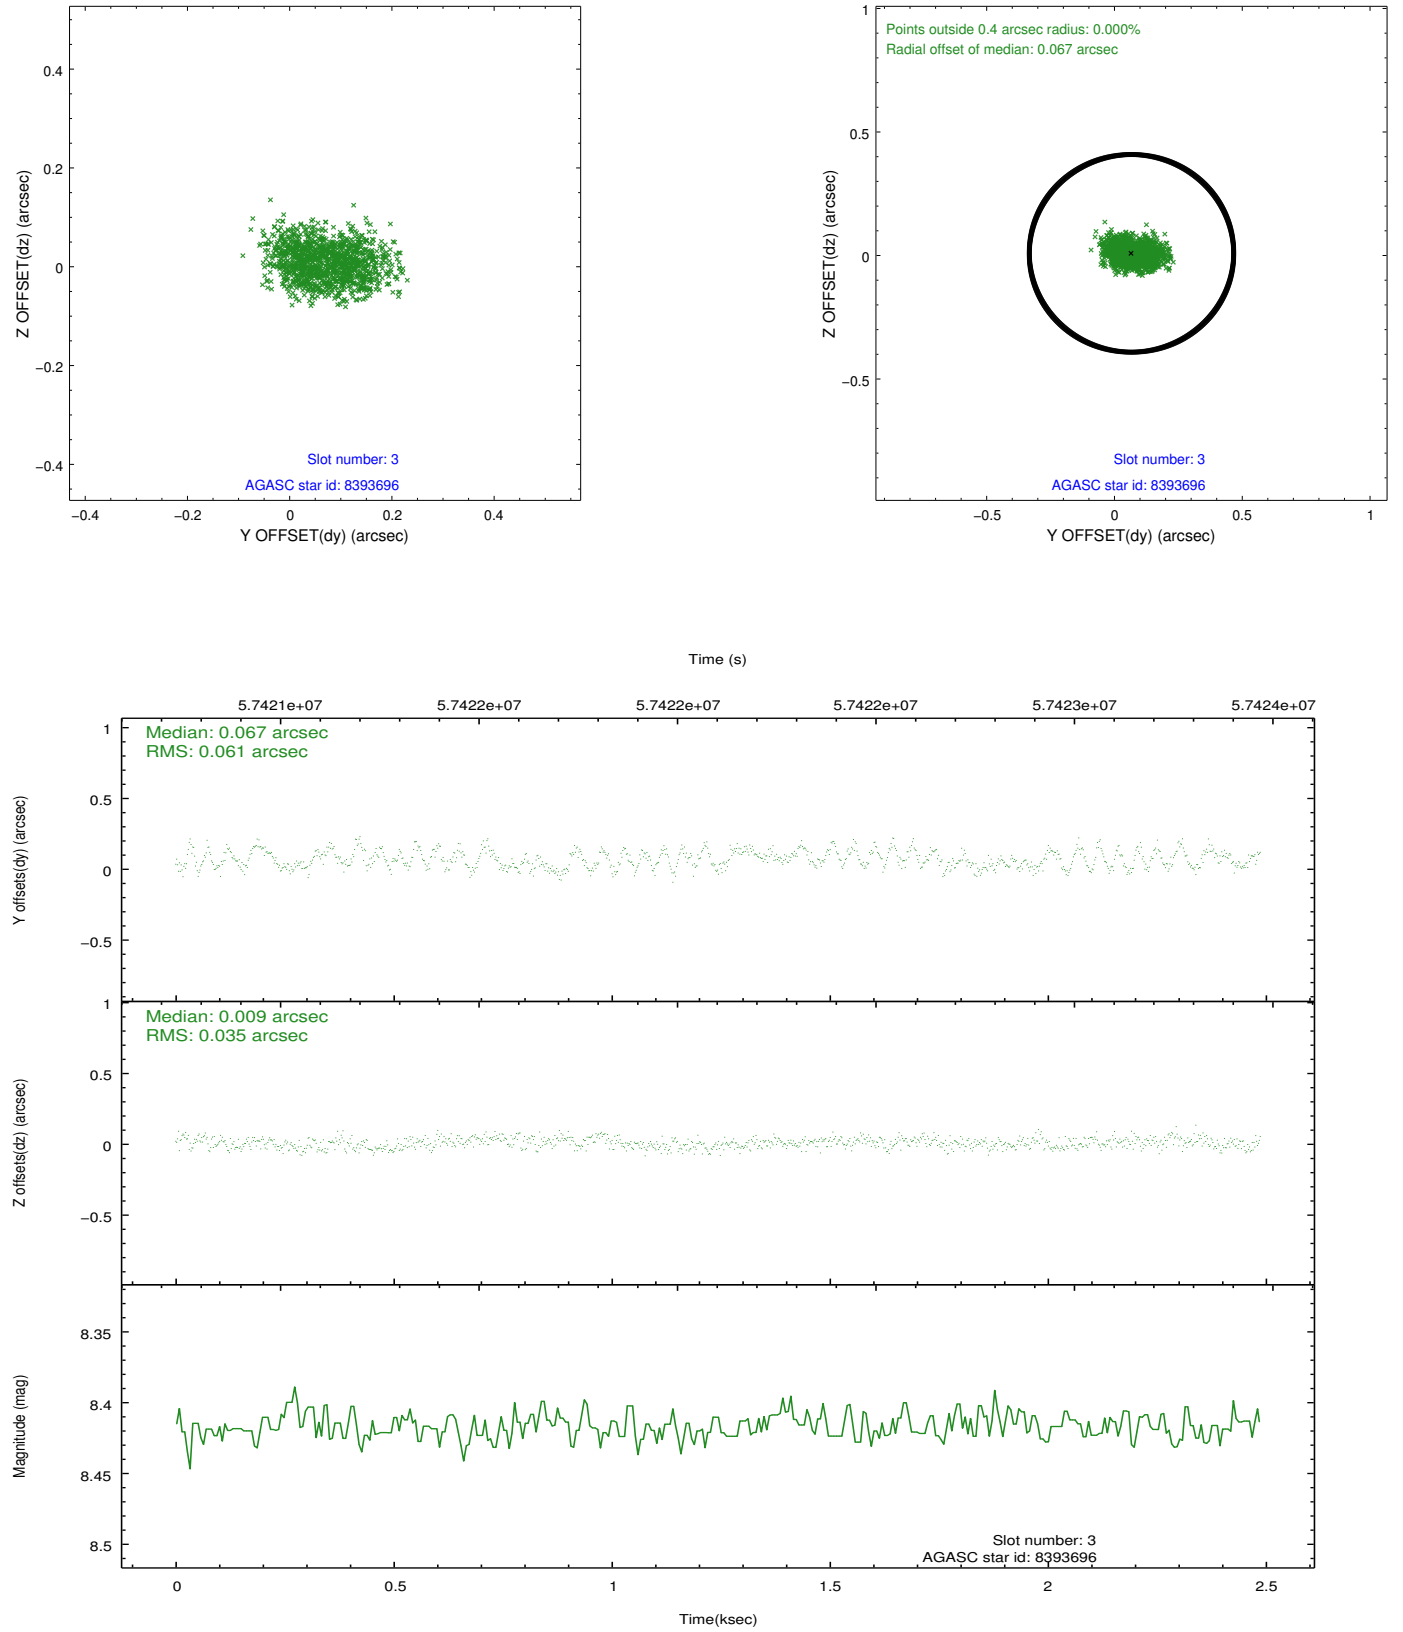 0.4
0.2
0
−0.2
−0.4
Z OFFSET(dz) (arcsec)
Slot number: 3
AGASC star id: 8393696
−0.4 −0.2 0 0.2 0.4
Y OFFSET(dy) (arcsec)
Points outside 0.4 arcsec radius: 0.000%
Radial offset of median: 0.067 arcsec
1
0.5
0
−0.5
Z OFFSET(dz) (arcsec)
Slot number: 3
AGASC star id: 8393696
−0.5 0 0.5 1
Y OFFSET(dy) (arcsec)
Time (s)
5.7421e+07 5.7422e+07 5.7422e+07 5.7422e+07 5.7423e+07 5.7424e+07
Median: 0.067 arcsec
RMS: 0.061 arcsec
1
0.5
0
−0.5
Y offsets(dy) (arcsec)
Median: 0.009 arcsec
RMS: 0.035 arcsec
1
0.5
0
−0.5
Z offsets(dz) (arcsec)
8.35
8.4
8.45
8.5
Magnitude (mag)
Slot number: 3
AGASC star id: 8393696
0 0.5 1 1.5 2 2.5
Time(ksec)